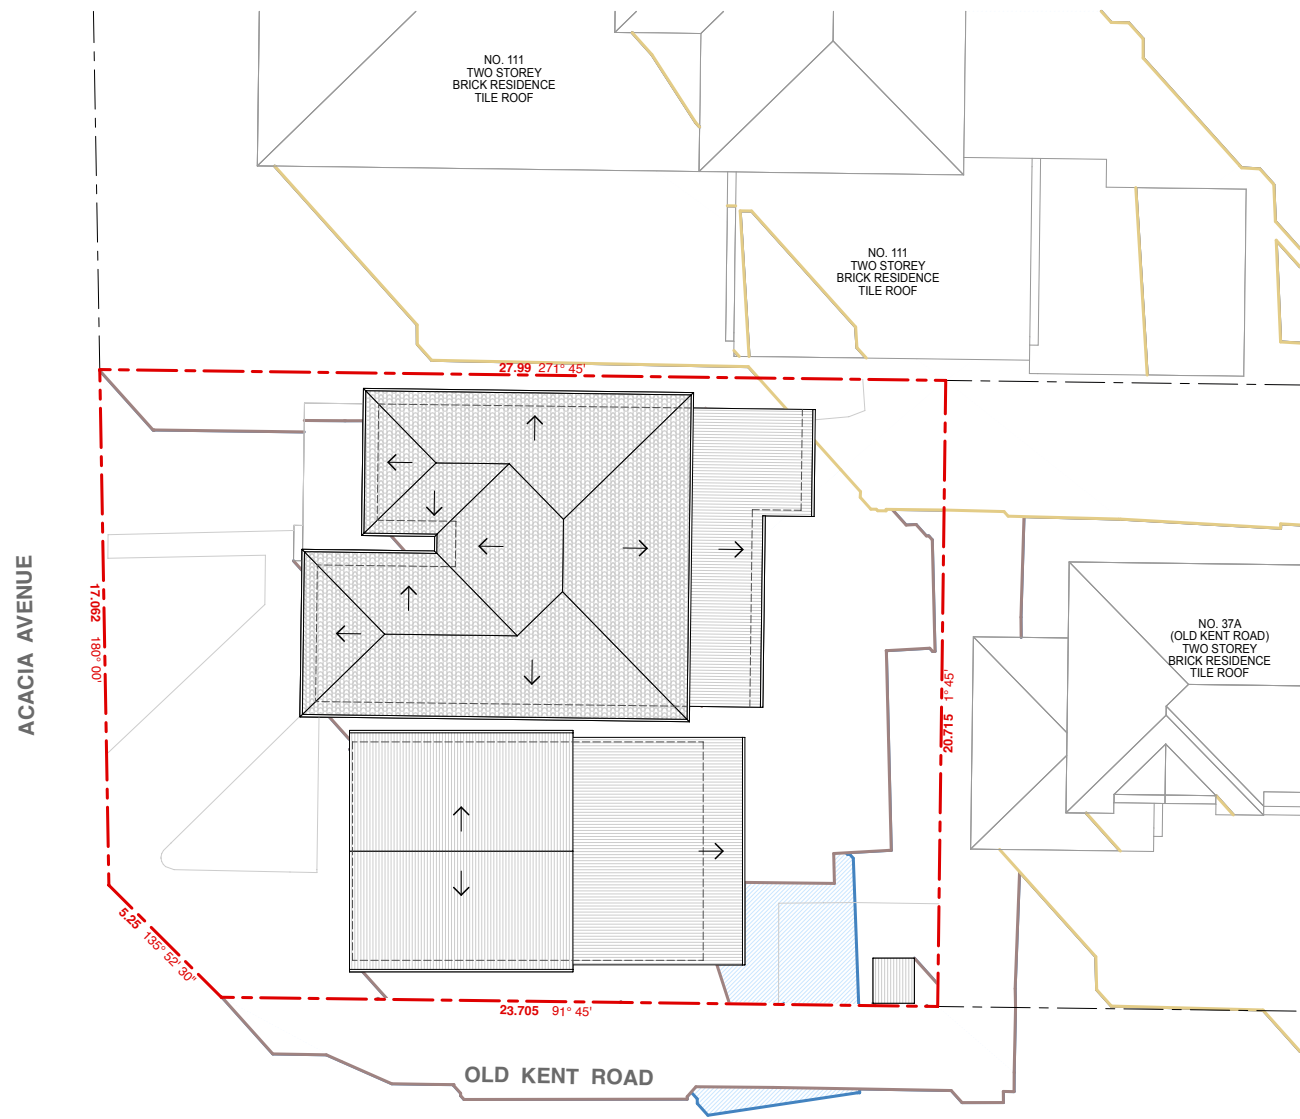 NO. 111
TWO STOREY
BRICK RESIDENCE
TILE ROOF
NO. 111
TWO STOREY
BRICK RESIDENCE
TILE ROOF
27.99 271° 45'
ACACIA AVENUE
17.062 180° 00'
NO. 37A
(OLD KENT ROAD)
TWO STOREY
BRICK RESIDENCE
TILE ROOF
20.715 1° 45'
5.25 135° 52' 30"
23.705 91° 45'
OLD KENT ROAD